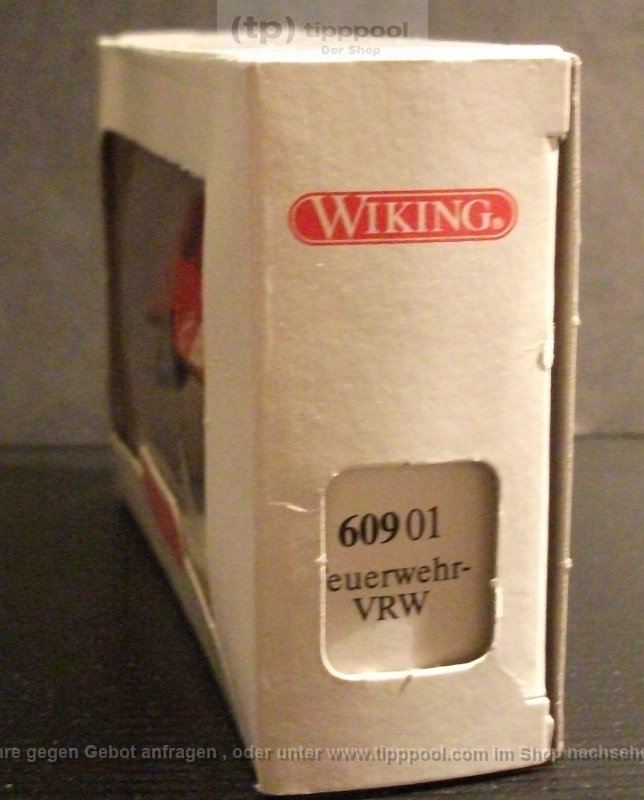 (tp) tipppool
Der Shop
WIKING®
609 01
euerwehr-
VRW
are gegen Gebot anfragen , oder unter www.tipppool.com im Shop nachsehe